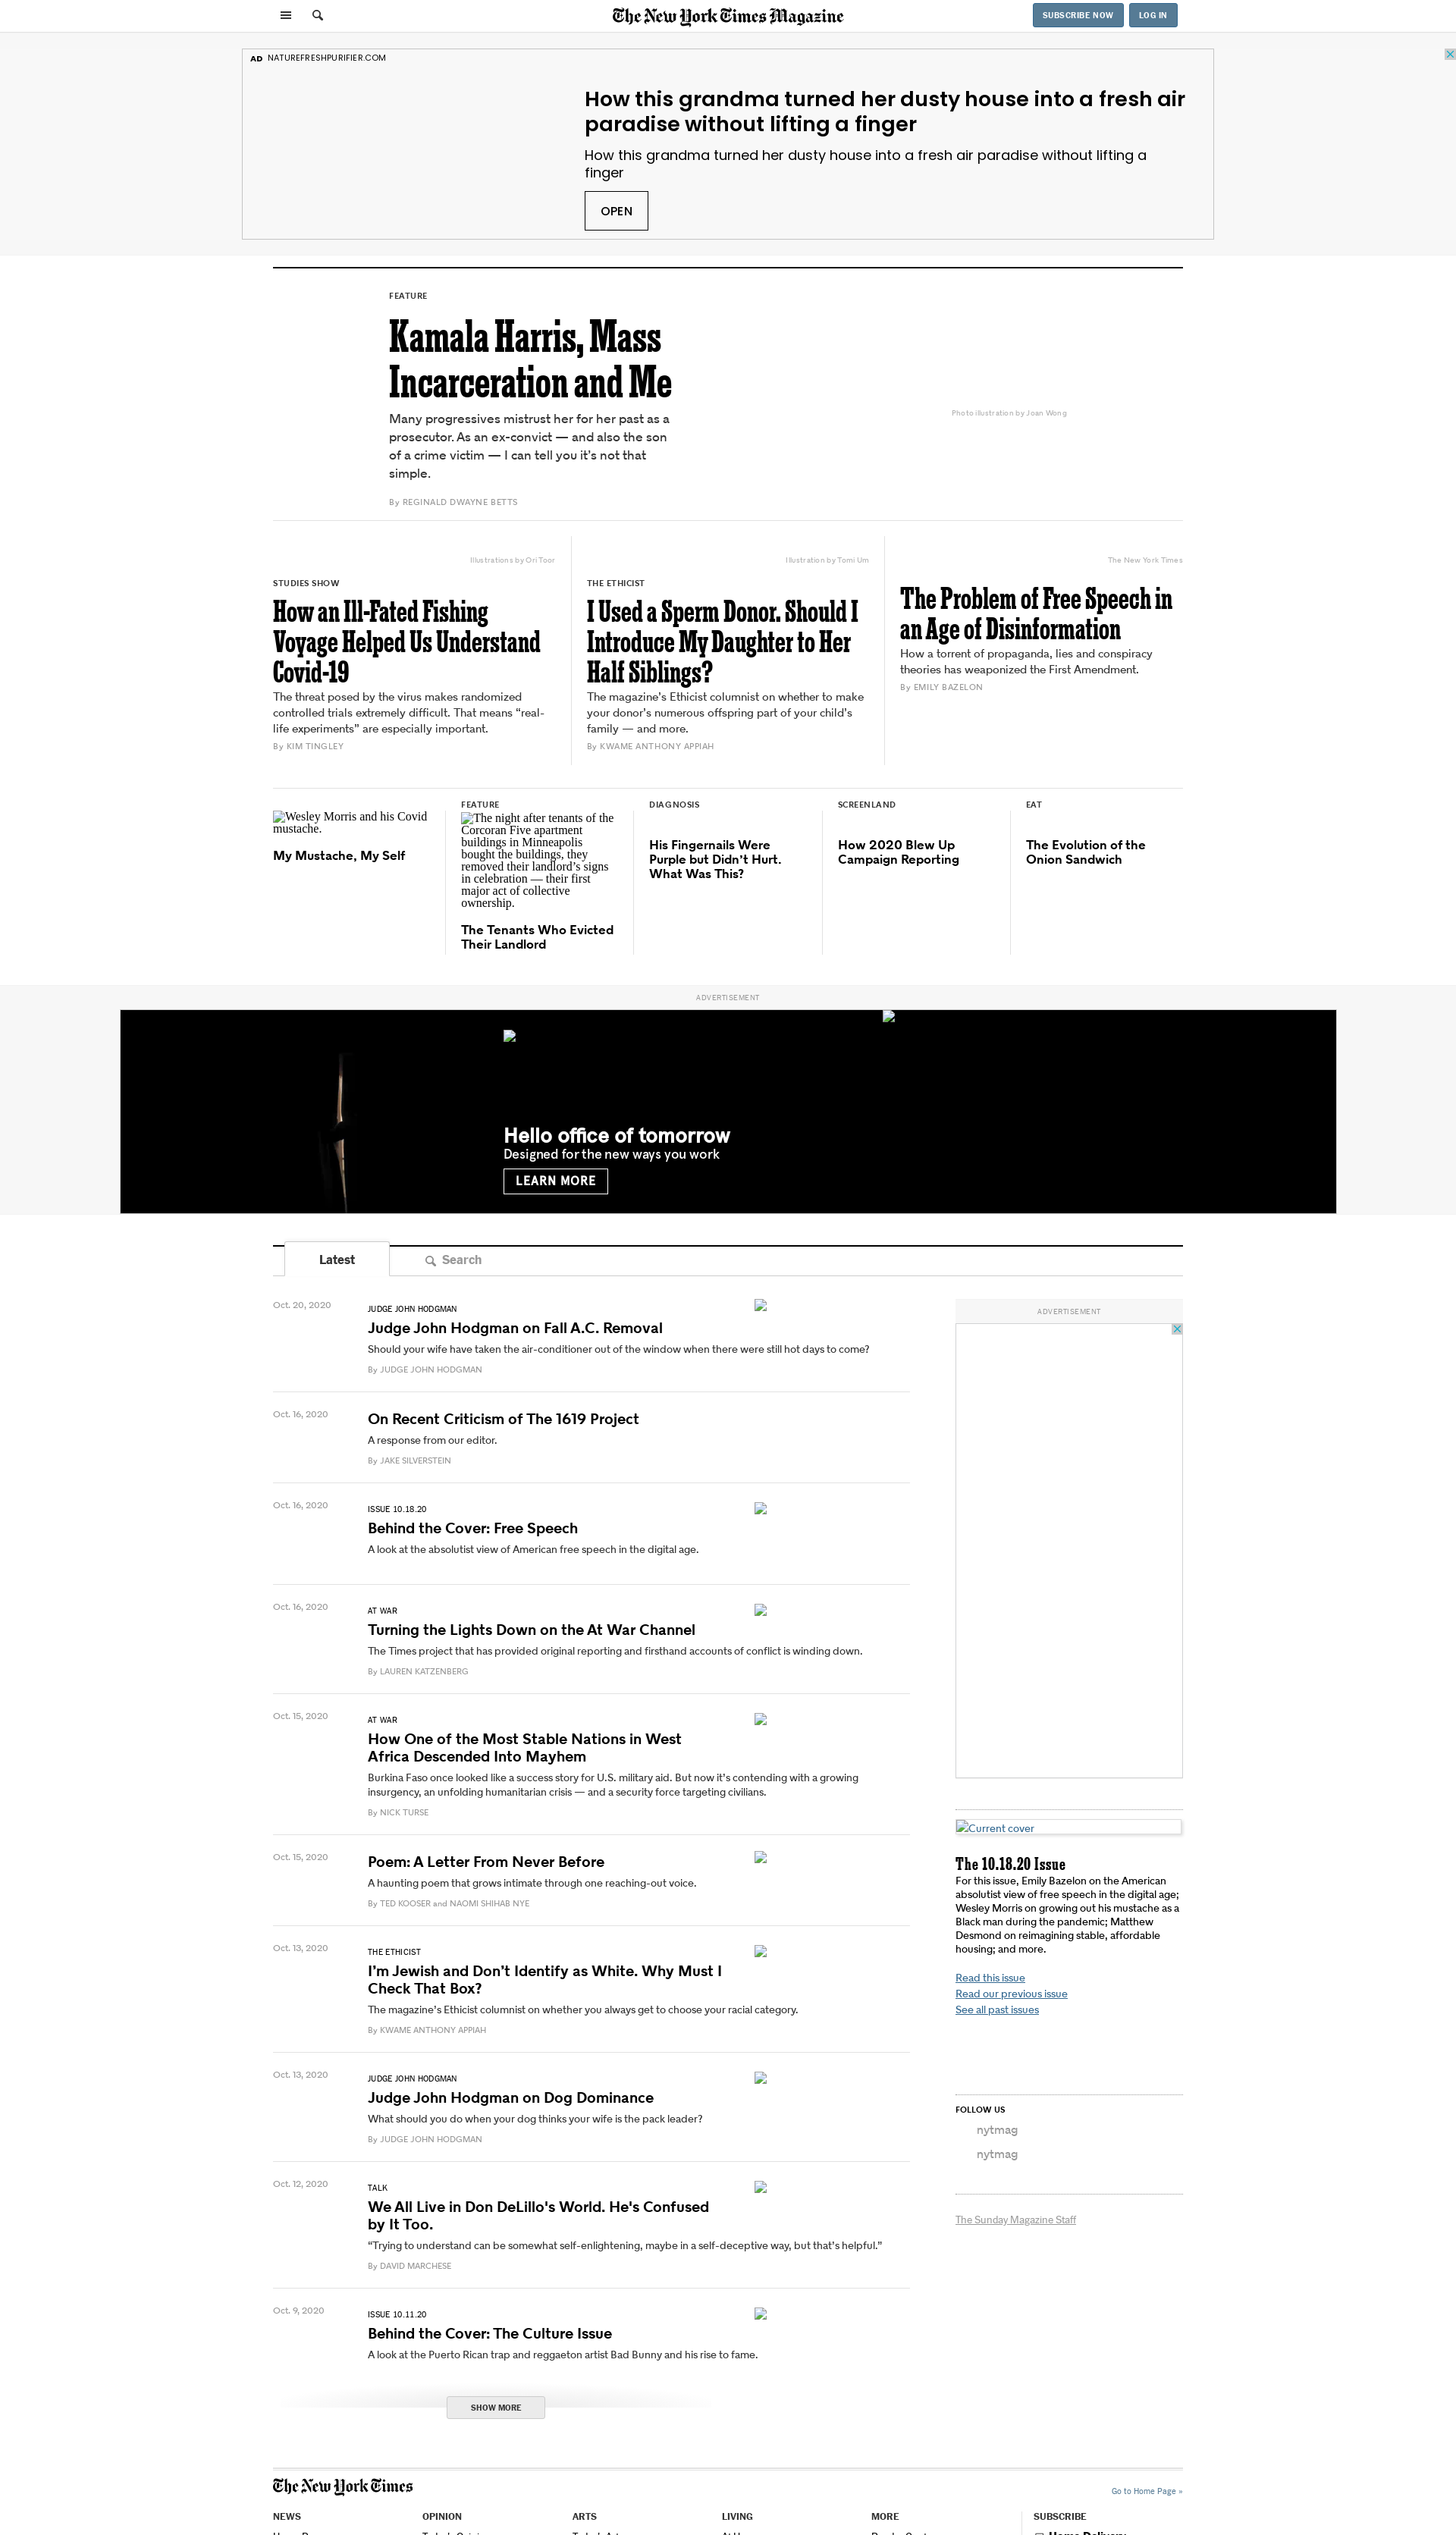 The New York Times Magazine
SUBSCRIBE NOW
LOG IN
AD NATUREFRESHPURIFIER.COM
How this grandma turned her dusty house into a fresh air
paradise without lifting a finger
How this grandma turned her dusty house into a fresh air paradise without lifting a
finger
OPEN
FEATURE
Kamala Harris, Mass
Incarceration and Me
Many progressives mistrust her for her past as a
prosecutor. As an ex-convict — and also the son
of a crime victim — I can tell you it's not that
simple.
By REGINALD DWAYNE BETTS
Photo illustration by Joan Wong
Illustrations by Ori Toor
STUDIES SHOW
How an Ill-Fated Fishing
Voyage Helped Us Understand
Covid-19
The threat posed by the virus makes randomized
controlled trials extremely difficult. That means “real-
life experiments” are especially important.
By KIM TINGLEY
Illustration by Tomi Um
THE ETHICIST
I Used a Sperm Donor. Should I
Introduce My Daughter to Her
Half Siblings?
The magazine’s Ethicist columnist on whether to make
your donor’s numerous offspring part of your child’s
family — and more.
By KWAME ANTHONY APPIAH
The New York Times
The Problem of Free Speech in
an Age of Disinformation
How a torrent of propaganda, lies and conspiracy
theories has weaponized the First Amendment.
By EMILY BAZELON
Wesley Morris and his Covid
mustache.
My Mustache, My Self
FEATURE
The night after tenants of the
Corcoran Five apartment
buildings in Minneapolis
bought the buildings, they
removed their landlord’s signs
in celebration — their first
major act of collective
ownership.
The Tenants Who Evicted
Their Landlord
DIAGNOSIS
His Fingernails Were
Purple but Didn’t Hurt.
What Was This?
SCREENLAND
How 2020 Blew Up
Campaign Reporting
EAT
The Evolution of the
Onion Sandwich
ADVERTISEMENT
Hello office of tomorrow
Designed for the new ways you work
LEARN MORE
Latest
Search
Oct. 20, 2020
JUDGE JOHN HODGMAN
Judge John Hodgman on Fall A.C. Removal
Should your wife have taken the air-conditioner out of the window when there were still hot days to come?
By JUDGE JOHN HODGMAN
Oct. 16, 2020
On Recent Criticism of The 1619 Project
A response from our editor.
By JAKE SILVERSTEIN
Oct. 16, 2020
ISSUE 10.18.20
Behind the Cover: Free Speech
A look at the absolutist view of American free speech in the digital age.
Oct. 16, 2020
AT WAR
Turning the Lights Down on the At War Channel
The Times project that has provided original reporting and firsthand accounts of conflict is winding down.
By LAUREN KATZENBERG
Oct. 15, 2020
AT WAR
How One of the Most Stable Nations in West
Africa Descended Into Mayhem
Burkina Faso once looked like a success story for U.S. military aid. But now it’s contending with a growing
insurgency, an unfolding humanitarian crisis — and a security force targeting civilians.
By NICK TURSE
Oct. 15, 2020
Poem: A Letter From Never Before
A haunting poem that grows intimate through one reaching-out voice.
By TED KOOSER and NAOMI SHIHAB NYE
Oct. 13, 2020
THE ETHICIST
I’m Jewish and Don’t Identify as White. Why Must I
Check That Box?
The magazine’s Ethicist columnist on whether you always get to choose your racial category.
By KWAME ANTHONY APPIAH
Oct. 13, 2020
JUDGE JOHN HODGMAN
Judge John Hodgman on Dog Dominance
What should you do when your dog thinks your wife is the pack leader?
By JUDGE JOHN HODGMAN
Oct. 12, 2020
TALK
We All Live in Don DeLillo's World. He's Confused
by It Too.
“Trying to understand can be somewhat self-enlightening, maybe in a self-deceptive way, but that’s helpful.”
By DAVID MARCHESE
Oct. 9, 2020
ISSUE 10.11.20
Behind the Cover: The Culture Issue
A look at the Puerto Rican trap and reggaeton artist Bad Bunny and his rise to fame.
SHOW MORE
ADVERTISEMENT
Current cover
The 10.18.20 Issue
For this issue, Emily Bazelon on the American
absolutist view of free speech in the digital age;
Wesley Morris on growing out his mustache as a
Black man during the pandemic; Matthew
Desmond on reimagining stable, affordable
housing; and more.
Read this issue
Read our previous issue
See all past issues
FOLLOW US
nytmag
nytmag
The Sunday Magazine Staff
The New York Times
Go to Home Page »
NEWS
OPINION
ARTS
LIVING
MORE
SUBSCRIBE
Home Delivery